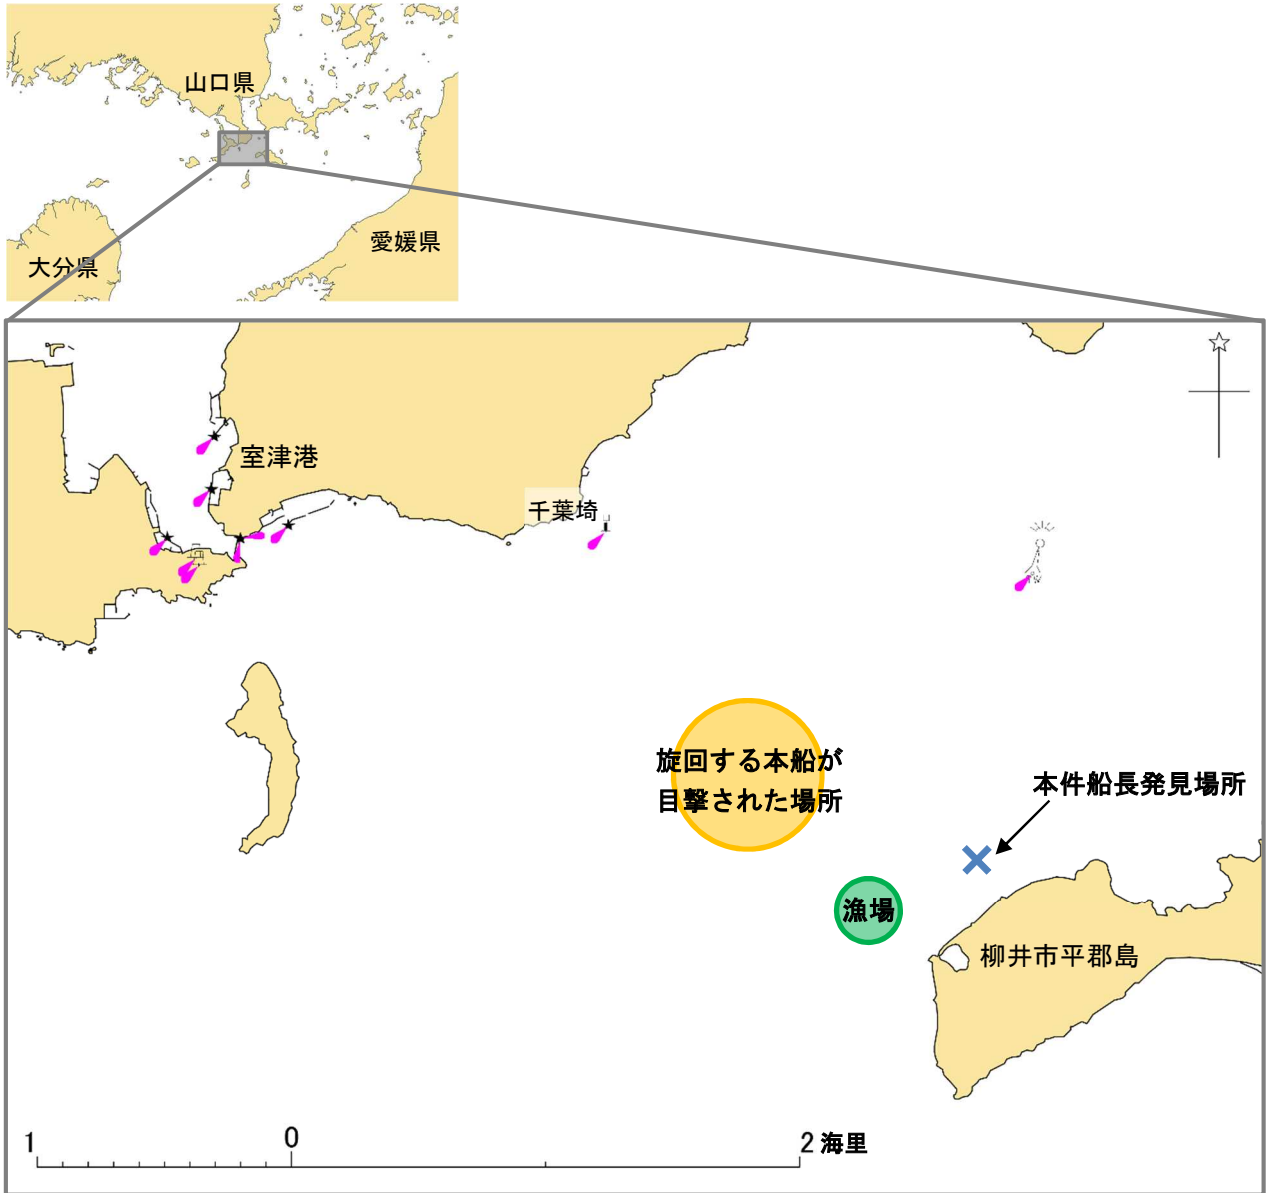 山口県
愛媛県
大分県
室津港
千葉埼
旋回する本船が
目撃された場所
本件船長発見場所
漁場
柳井市平郡島
1 0 2 海里